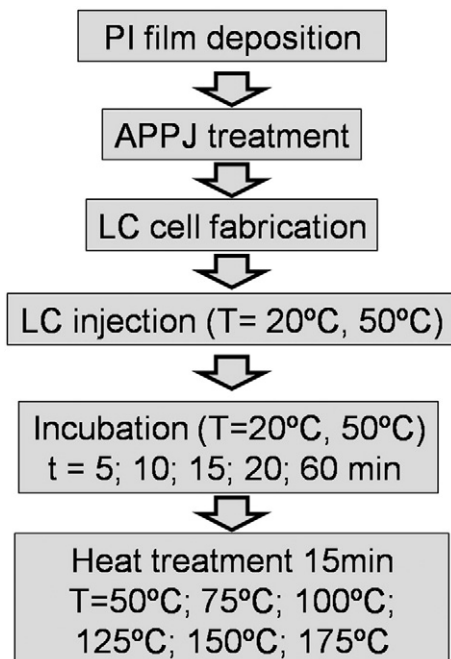 PI film deposition
APPJ treatment
LC cell fabrication
LC injection (T= 20ºC, 50ºC)
Incubation (T=20ºC, 50ºC)
t = 5; 10; 15; 20; 60 min
Heat treatment 15min
T=50ºC; 75ºC; 100ºC;
125ºC; 150ºC; 175ºC